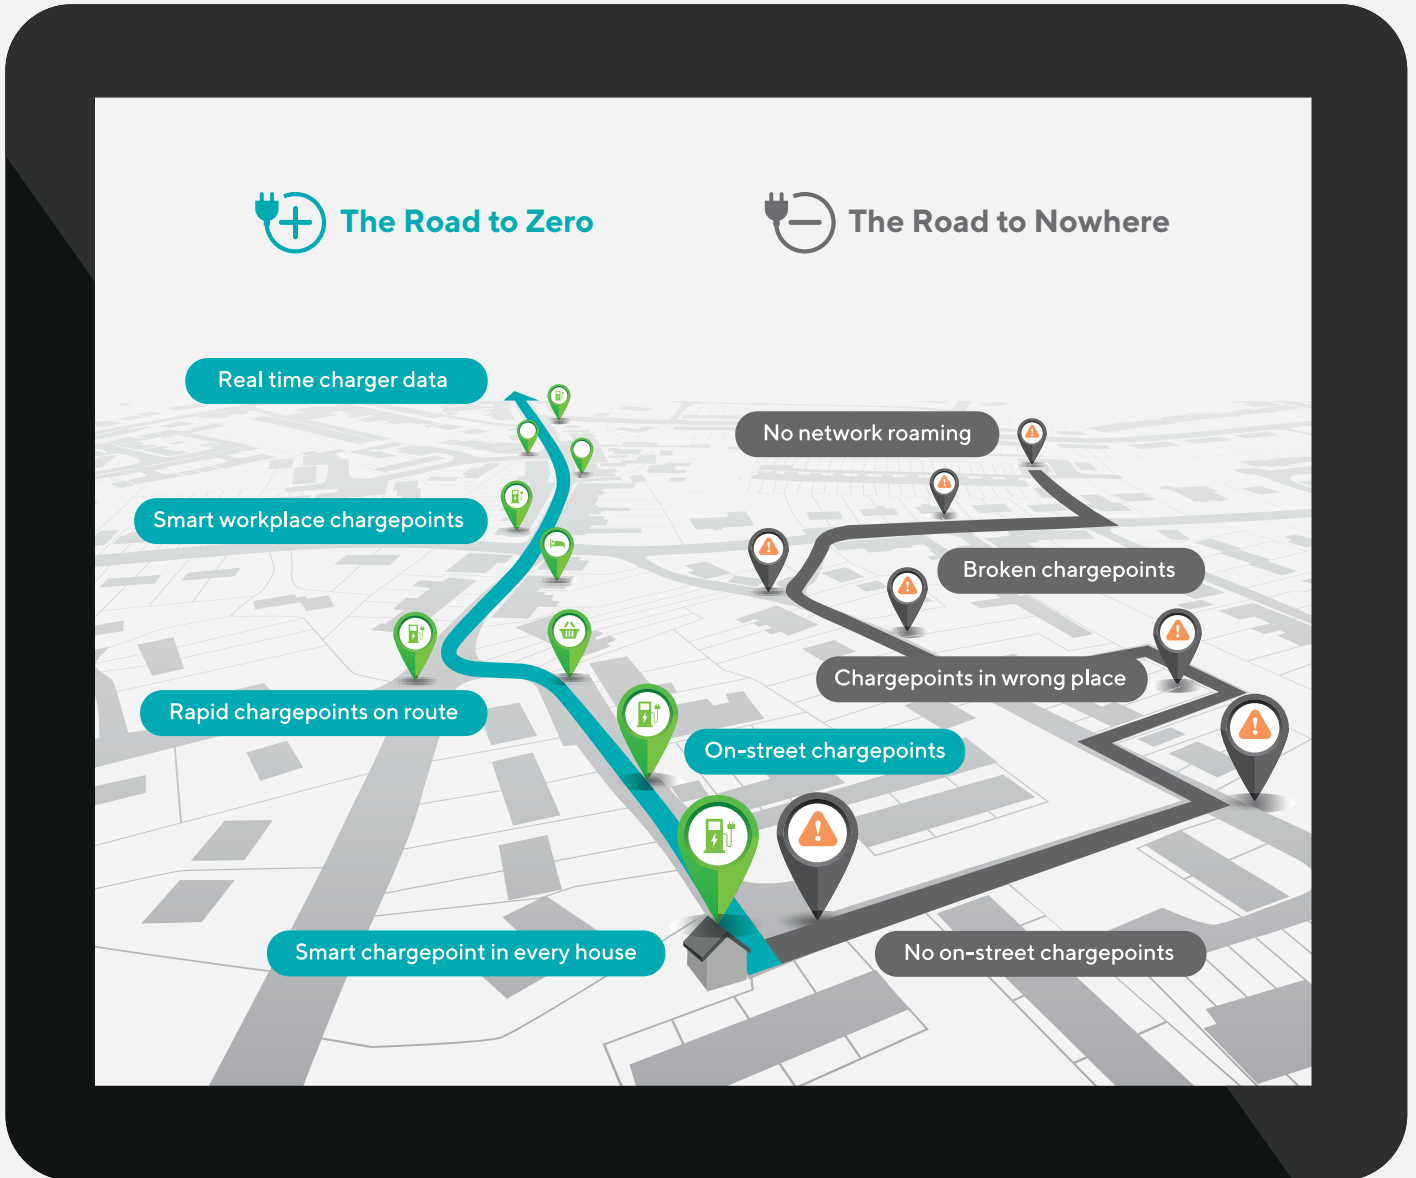 The Road to Zero
The Road to Nowhere
Real time charger data
No network roaming
Smart workplace chargepoints
Broken chargepoints
Chargepoints in wrong place
Rapid chargepoints on route
On-street chargepoints
Smart chargepoint in every house
No on-street chargepoints